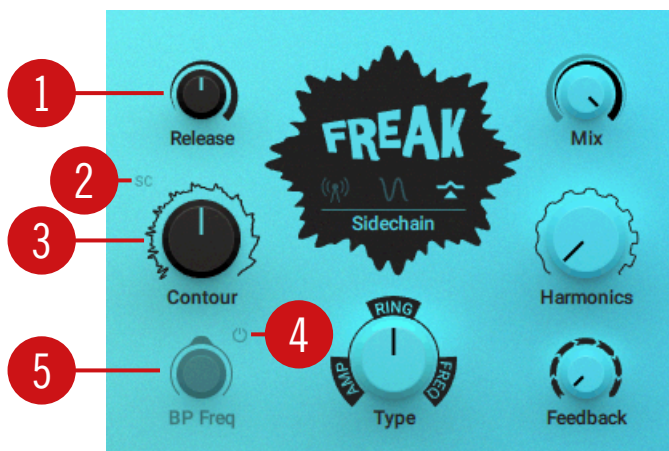 1
Release
FREAK
Mix
2
SC
Sidechain
3
Contour
Harmonics
4
RING
AMP
FREQ
5
BP Freq
Type
Feedback